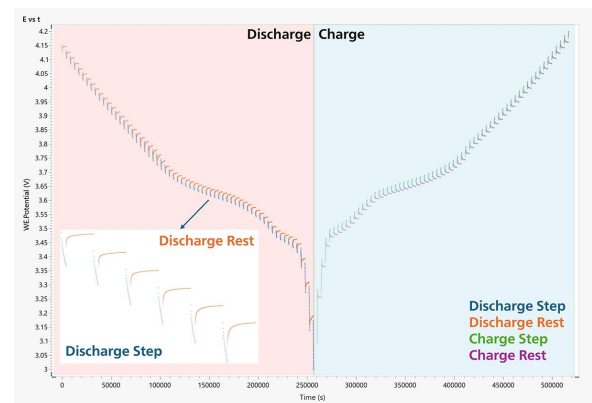 E vs t
Discharge Charge
4.2
4.15
4.1
4.05
4
3.95
3.9
3.85
3.8
3.75
3.7
3.65
3.6
3.55
3.5
3.45
3.4
3.35
3.3
3.25
3.2
3.15
3.1
3.05
3
WE Potential (V)
Discharge Rest
Discharge Step
Discharge Step
Discharge Rest
Charge Step
Charge Rest
0 50000 100000 150000 200000 250000 300000 350000 400000 450000 500000
Time (s)